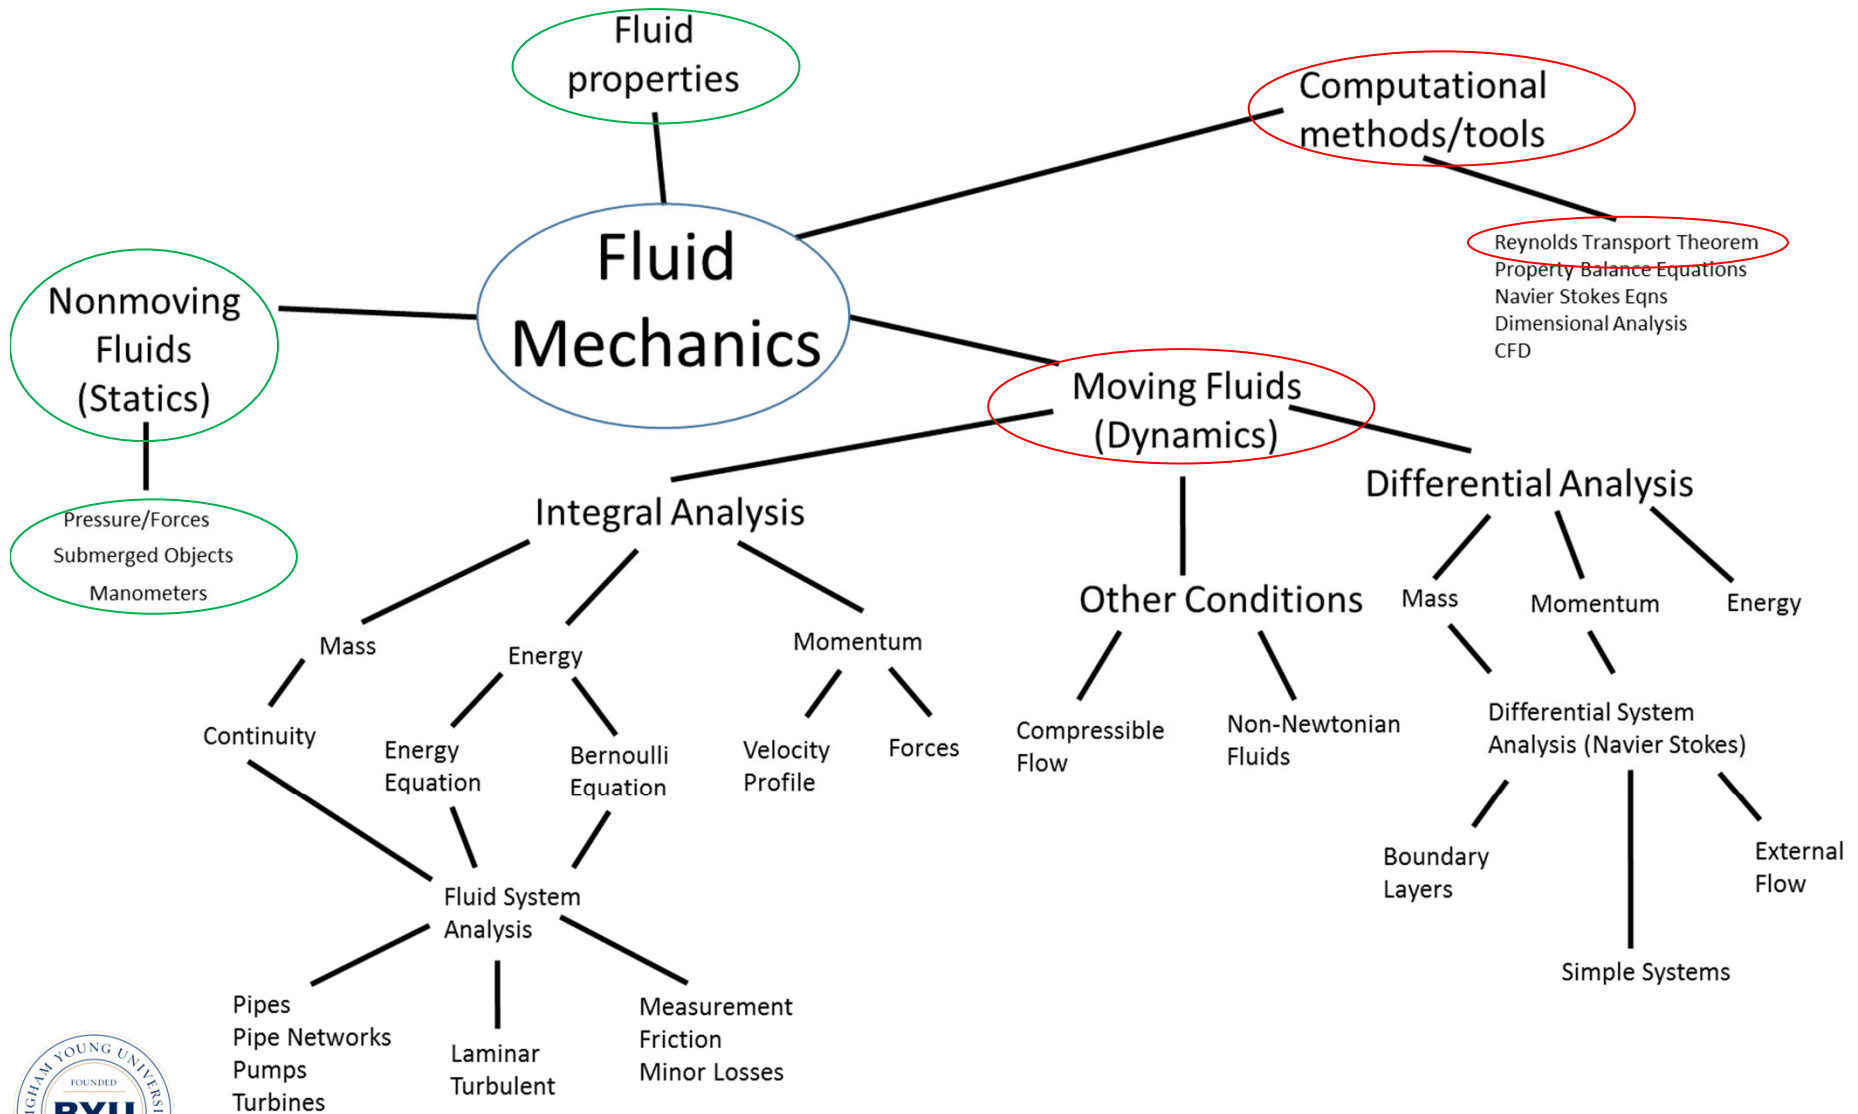 Fluid
properties
Computational
methods/tools
Reynolds Transport Theorem
Property Balance Equations
Navier Stokes Eqns
Dimensional Analysis
CFD
Fluid
Mechanics
Nonmoving
Fluids
(Statics)
Pressure/Forces
Submerged Objects
Manometers
Moving Fluids
(Dynamics)
Integral Analysis
Mass
Energy
Momentum
Continuity
Energy
Equation
Bernoulli
Equation
Velocity
Profile
Forces
Fluid System
Analysis
Pipes
Pipe Networks
Pumps
Turbines
Laminar
Turbulent
Measurement
Friction
Minor Losses
Other Conditions
Compressible
Flow
Non-Newtonian
Fluids
Differential Analysis
Mass
Momentum
Energy
Differential System
Analysis (Navier Stokes)
Boundary
Layers
Simple Systems
External
Flow
IGHAM YOUNG UNIVERSI
FOUNDED
BYU